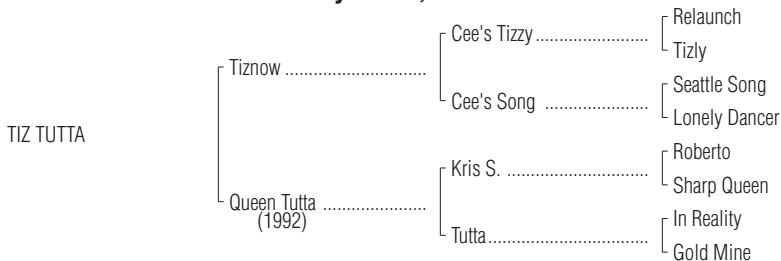 Relaunch
Cee's Tizzy
Tizly
Tiznow
Seattle Song
Cee's Song
Lonely Dancer
TIZ TUTTA
Roberto
Kris S.
Sharp Queen
Queen Tutta
(1992)
In Reality
Tutta
Gold Mine